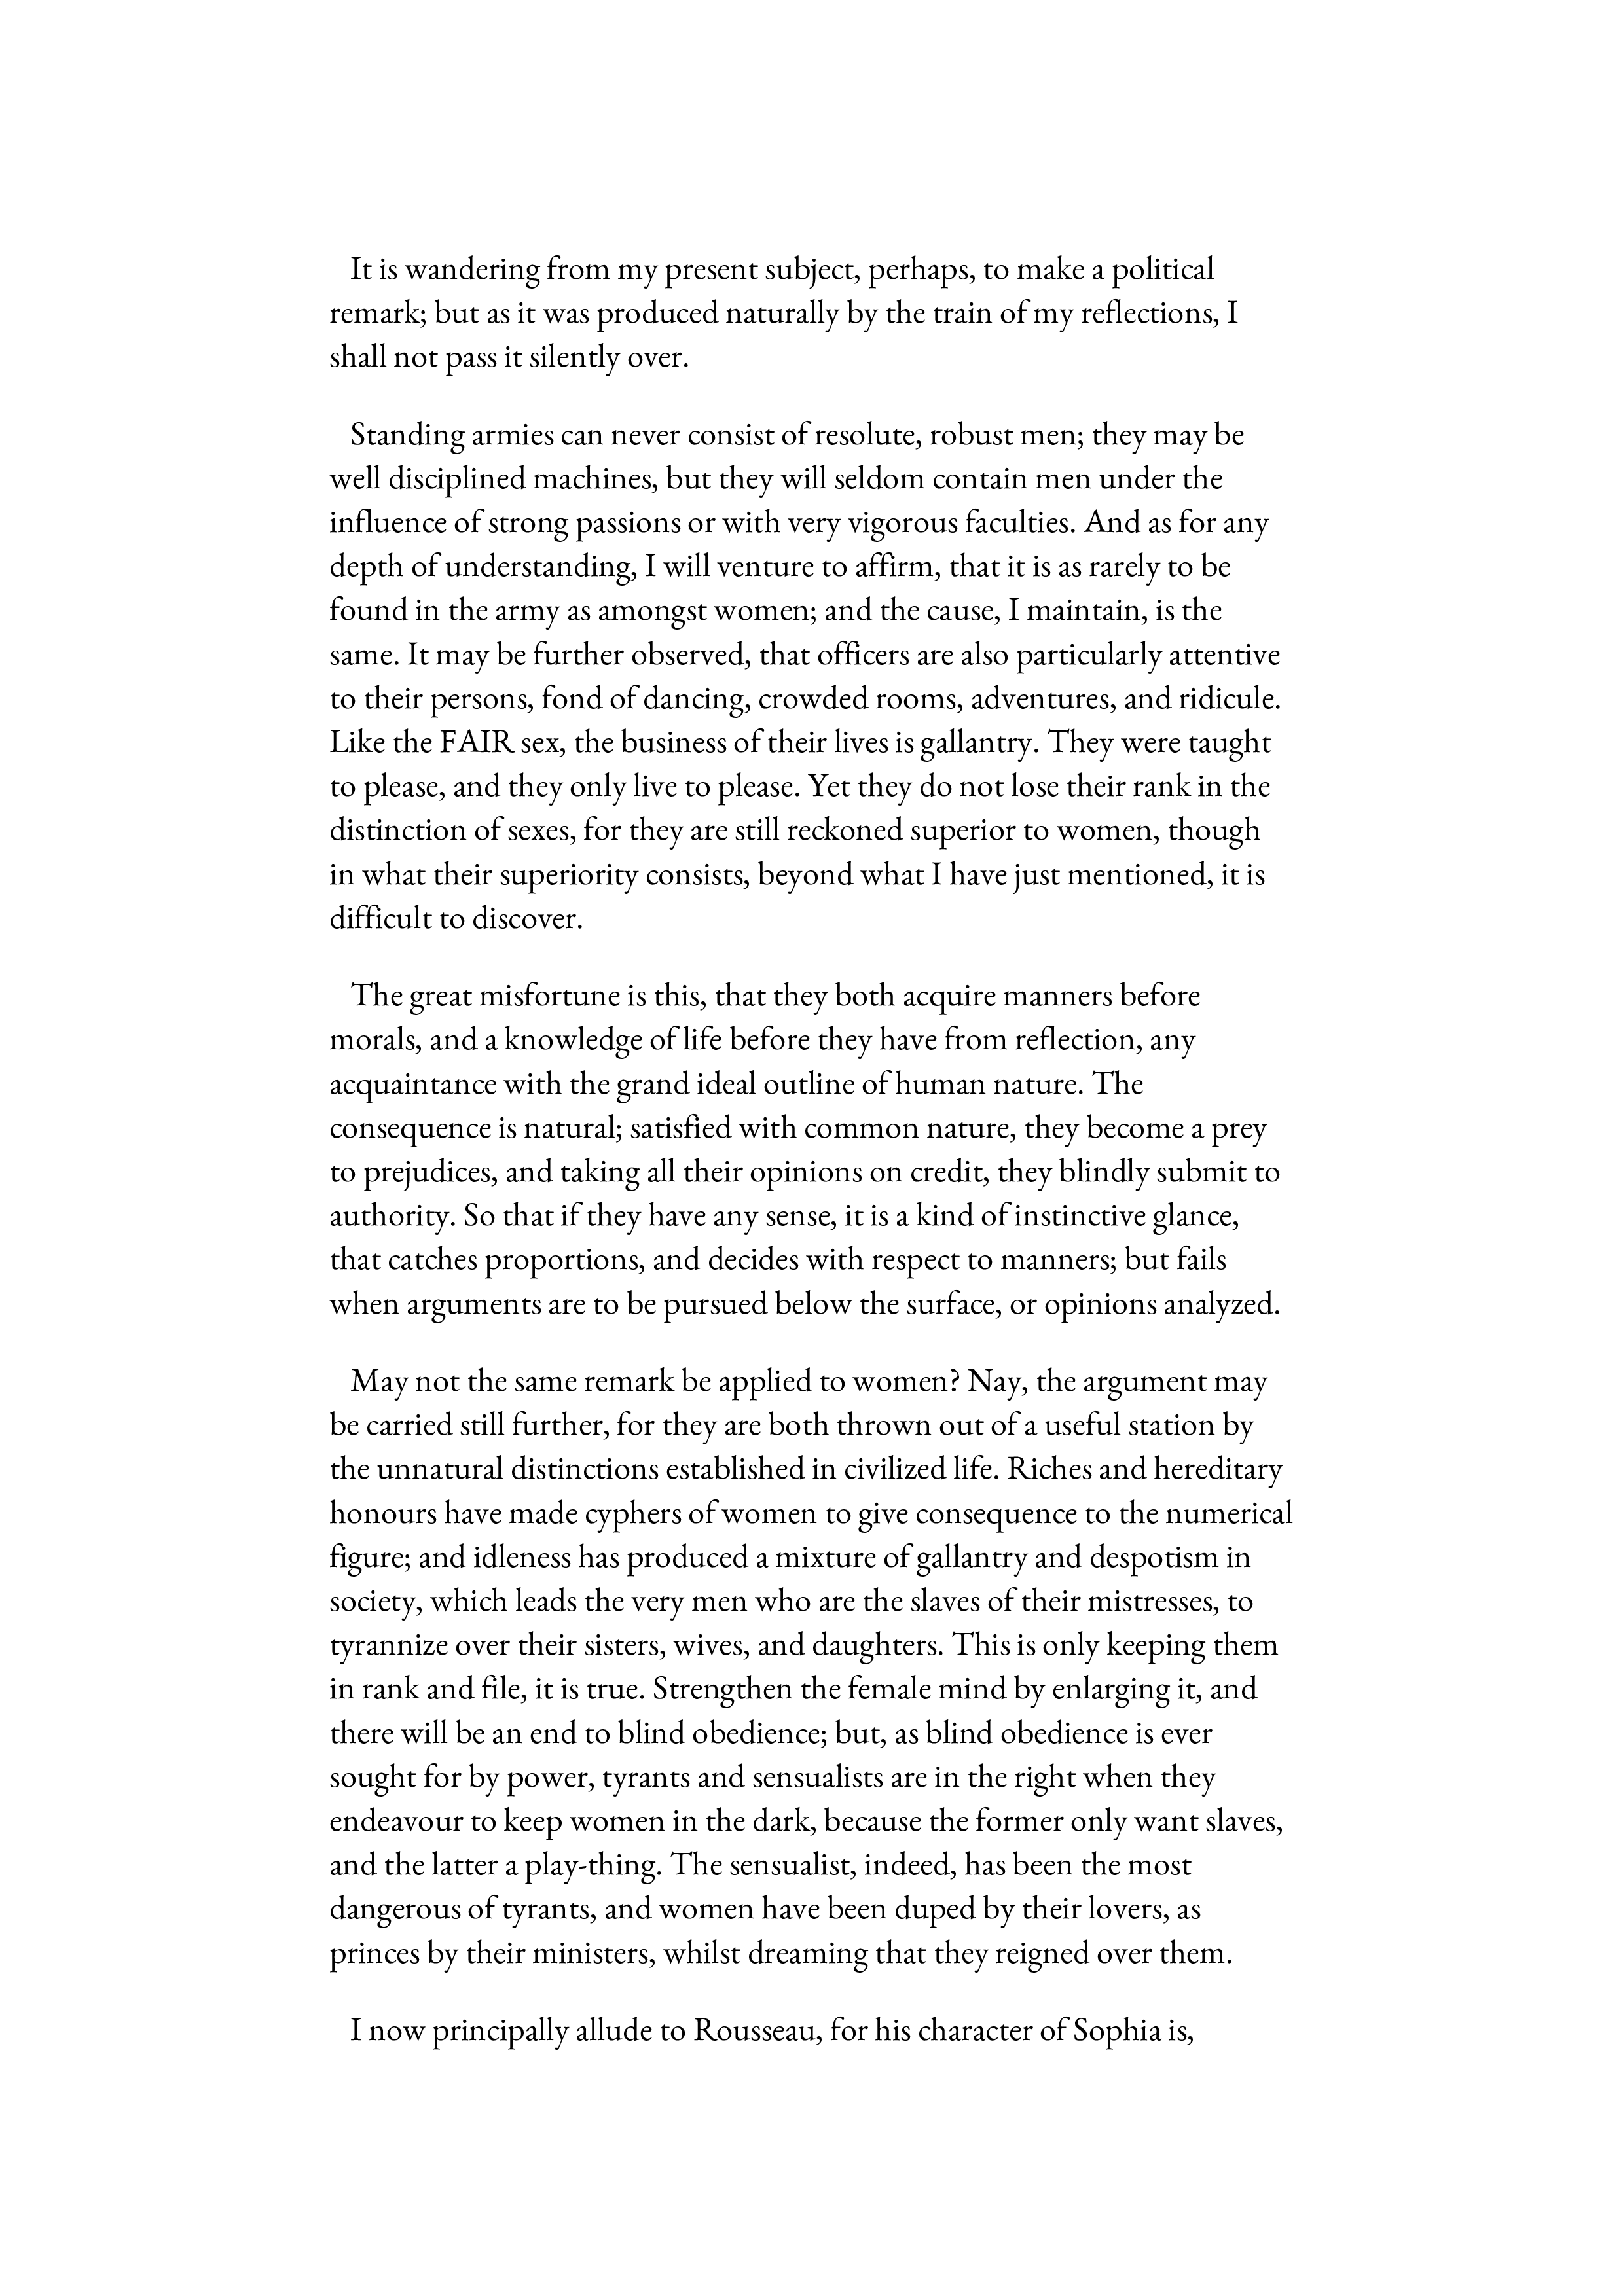 It is wandering from my present subject, perhaps, to make a political
remark; but as it was produced naturally by the train of my reflections, I
shall not pass it silently over.
Standing armies can never consist of resolute, robust men; they may be
well disciplined machines, but they will seldom contain men under the
influence of strong passions or with very vigorous faculties. And as for any
depth of understanding, I will venture to affirm, that it is as rarely to be
found in the army as amongst women; and the cause, I maintain, is the
same. It may be further observed, that officers are also particularly attentive
to their persons, fond of dancing, crowded rooms, adventures, and ridicule.
Like the FAIR sex, the business of their lives is gallantry. They were taught
to please, and they only live to please. Yet they do not lose their rank in the
distinction of sexes, for they are still reckoned superior to women, though
in what their superiority consists, beyond what I have just mentioned, it is
difficult to discover.
The great misfortune is this, that they both acquire manners before
morals, and a knowledge of life before they have from reflection, any
acquaintance with the grand ideal outline of human nature. The
consequence is natural; satisfied with common nature, they become a prey
to prejudices, and taking all their opinions on credit, they blindly submit to
authority. So that if they have any sense, it is a kind of instinctive glance,
that catches proportions, and decides with respect to manners; but fails
when arguments are to be pursued below the surface, or opinions analyzed.
May not the same remark be applied to women? Nay, the argument may
be carried still further, for they are both thrown out of a useful station by
the unnatural distinctions established in civilized life. Riches and hereditary
honours have made cyphers of women to give consequence to the numerical
figure; and idleness has produced a mixture of gallantry and despotism in
society, which leads the very men who are the slaves of their mistresses, to
tyrannize over their sisters, wives, and daughters. This is only keeping them
in rank and file, it is true. Strengthen the female mind by enlarging it, and
there will be an end to blind obedience; but, as blind obedience is ever
sought for by power, tyrants and sensualists are in the right when they
endeavour to keep women in the dark, because the former only want slaves,
and the latter a play-thing. The sensualist, indeed, has been the most
dangerous of tyrants, and women have been duped by their lovers, as
princes by their ministers, whilst dreaming that they reigned over them.
I now principally allude to Rousseau, for his character of Sophia is,